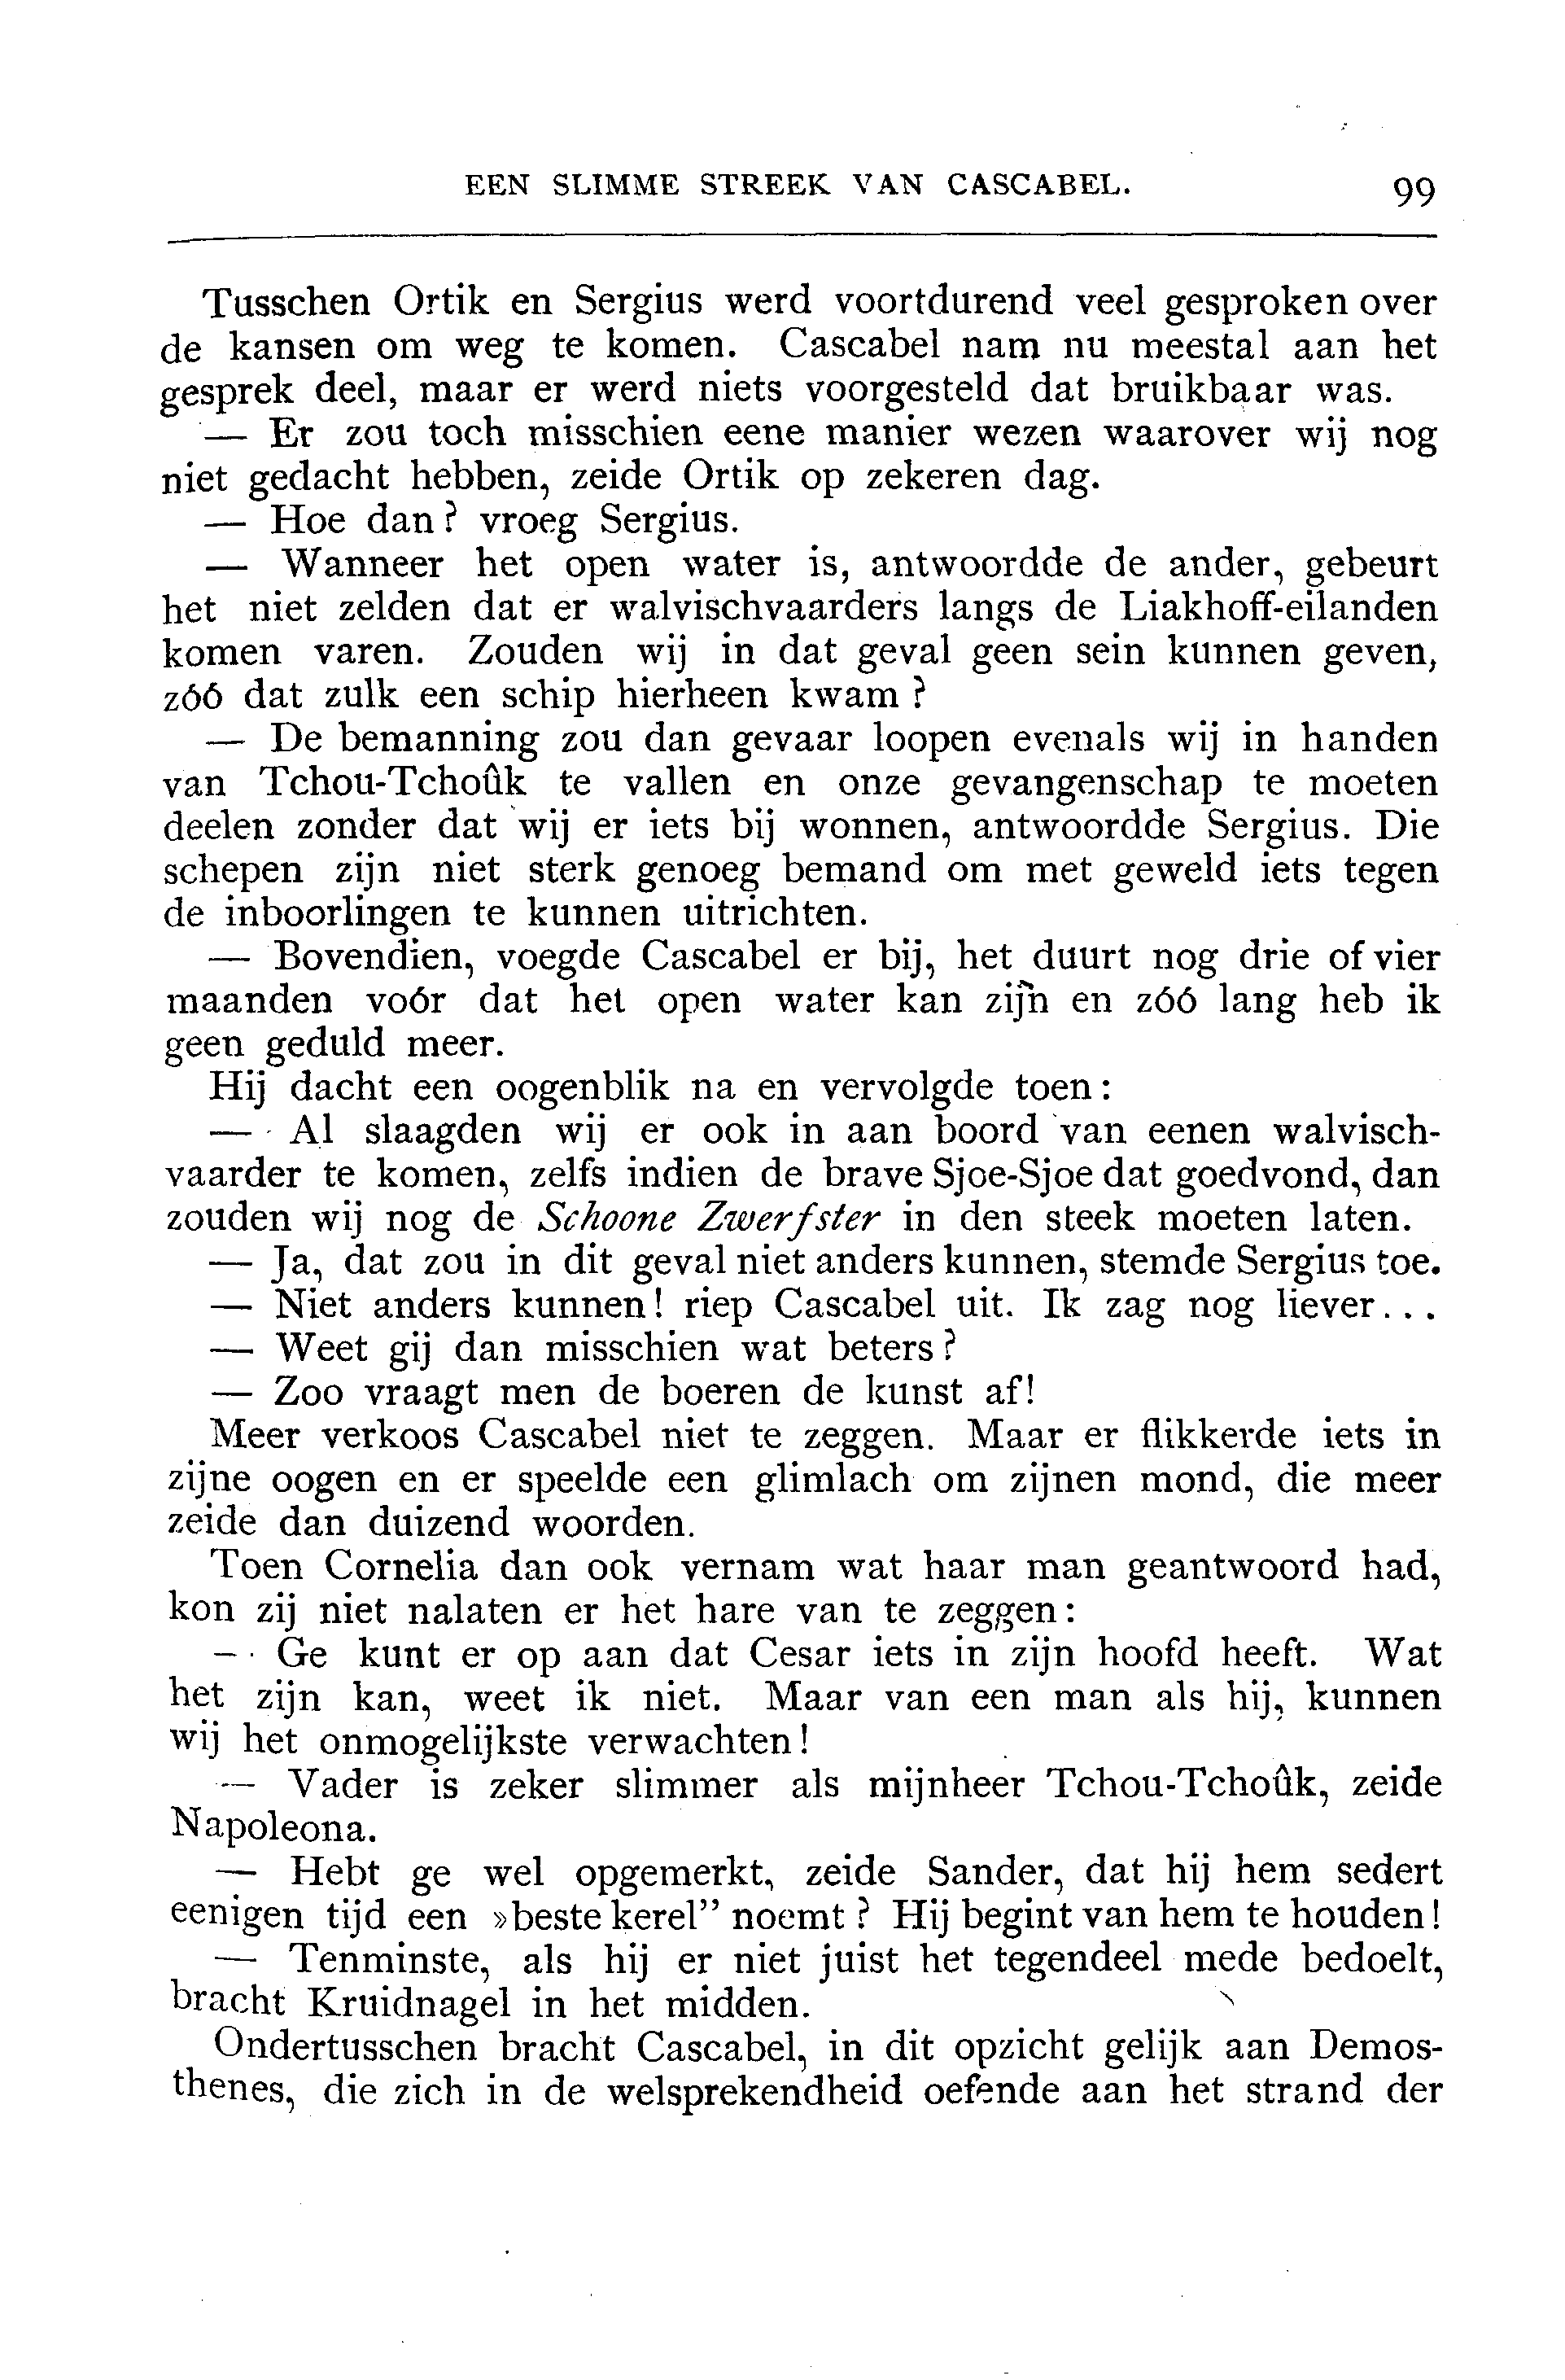 EEN SLIMME STREEK VAN CASCABEL. 99
Tusschen Ortik en Sergius werd voortdurend veel gesproken over
de kansen om weg te komen. Cascabel nam nu meestal aan het
gesprek deel, maar er werd niets voorgesteld dat bruikbaar was.
— Er zou toch misschien eene manier wezen waarover wij nog
niet gedacht hebben, zeide Ortik op zekeren dag.
— Hoe dan? vroeg Sergius.
— Wanneer het open water is, antwoordde de ander, gebeurt
het niet zelden dat er walvischvaarders langs de Liakhoff-eilanden
komen varen. Zouden wij in dat geval geen sein kunnen geven,
zóó dat zulk een schip hierheen kwam?
— De bemanning zou dan gevaar loopen evenals wij in handen
van Tchou-Tchoûk te vallen en onze gevangenschap te moeten
deelen zonder dat wij er iets bij wonnen, antwoordde Sergius. Die
schepen zijn niet sterk genoeg bemand om met geweld iets tegen
de inboorlingen te kunnen uitrichten.
— Bovendien, voegde Cascabel er bij, het duurt nog drie of vier
maanden voór dat het open water kan zijn en zóó lang heb ik
geen geduld meer.
Hij dacht een oogenblik na en vervolgde toen:
— Al slaagden wij er ook in aan boord van eenen walvisch-
vaarder te komen, zelfs indien de brave Sjoe-Sjoe dat goedvond, dan
zouden wij nog de Schoone Zwerfster in den steek moeten laten.
— Ja, dat zou in dit geval niet anders kunnen, stemde Sergius toe.
— Niet anders kunnen! riep Cascabel uit. Ik zag nog liever...
— Weet gij dan misschien wat beters?
— Zoo vraagt men de boeren de kunst af!
Meer verkoos Cascabel niet te zeggen. Maar er flikkerde iets in
zijne oogen en er speelde een glimlach om zijnen mond, die meer
zeide dan duizend woorden.
Toen Cornelia dan ook vernam wat haar man geantwoord had,
kon zij niet nalaten er het hare van te zeggen:
— Ge kunt er op aan dat Cesar iets in zijn hoofd heeft. Wat
het zijn kan, weet ik niet. Maar van een man als hij, kunnen
wij het onmogelijkste verwachten!
— Vader is zeker slimmer als mijnheer Tchou-Tchoûk, zeide
Napoleona.
— Hebt ge wel opgemerkt, zeide Sander, dat hij hem sedert
eenigen tijd een »beste kerel” noemt? Hij begint van hem te houden!
— Tenminste, als hij er niet juist het tegendeel mede bedoelt,
bracht Kruidnagel in het midden.
Ondertusschen bracht Cascabel, in dit opzicht gelijk aan Demos-
thenes, die zich in de welsprekendheid oefende aan het strand der